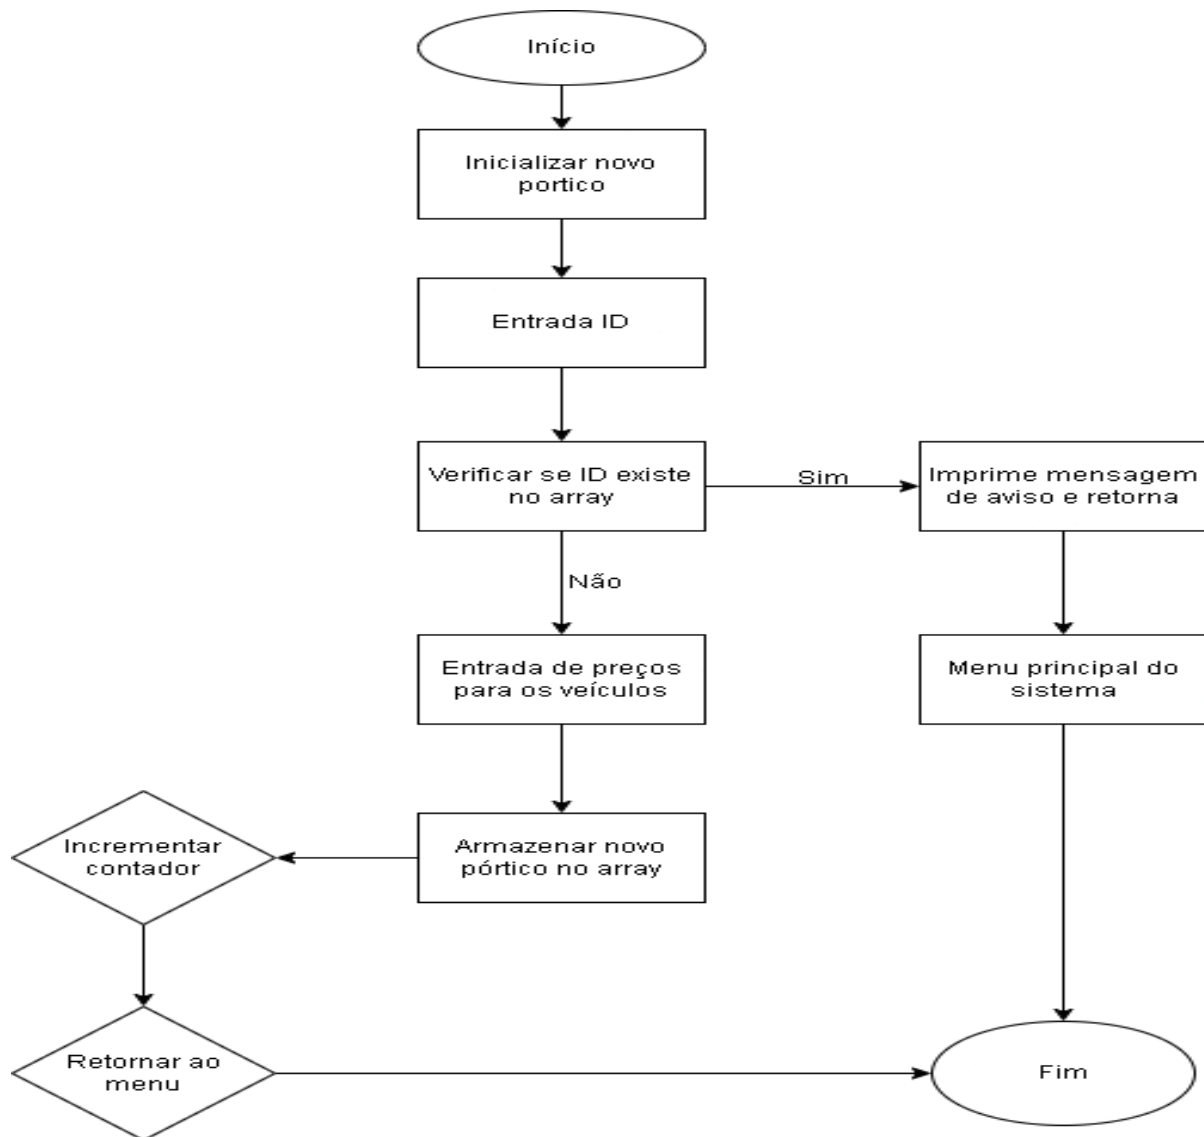 Início
Inicializar novo
portico
Entrada ID
Verificar se ID existe
no array
Sim
Imprime mensagem
de aviso e retorna
Não
Entrada de preços
para os veículos
Menu principal do
sistema
Armazenar novo
pórtico no array
Incrementar
contador
Retornar ao
menu
Fim